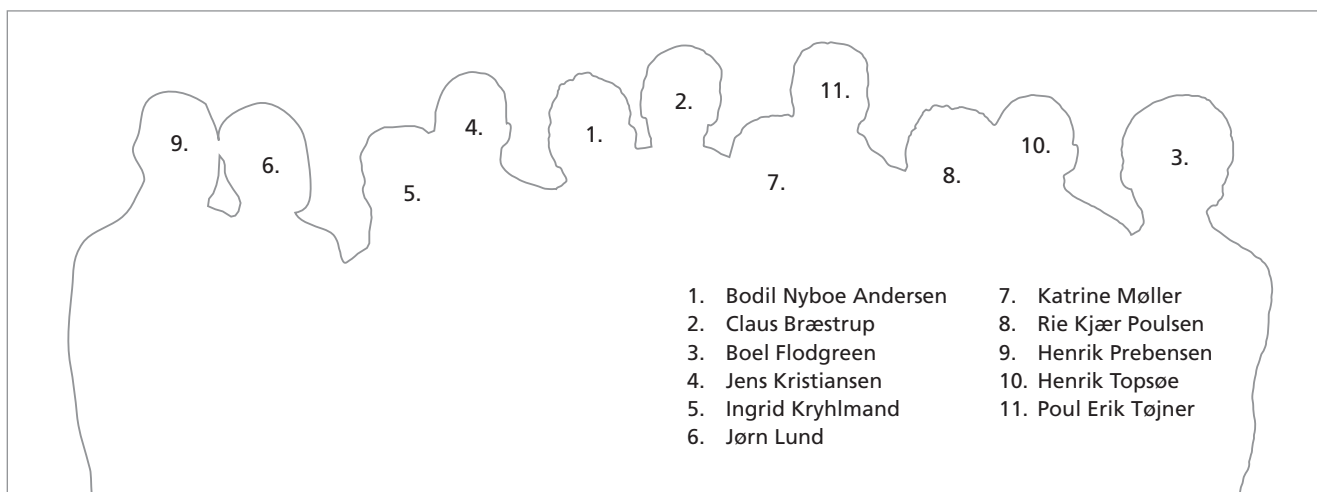 9.
6.
5.
4.
1.
2.
7.
11.
8.
10.
3.
1. Bodil Nyboe Andersen
2. Claus Bræstrup
3. Boel Flodgreen
4. Jens Kristiansen
5. Ingrid Kryhlmand
6. Jørn Lund
7. Katrine Møller
8. Rie Kjær Poulsen
9. Henrik Prebensen
10. Henrik Topsøe
11. Poul Erik Tøjner